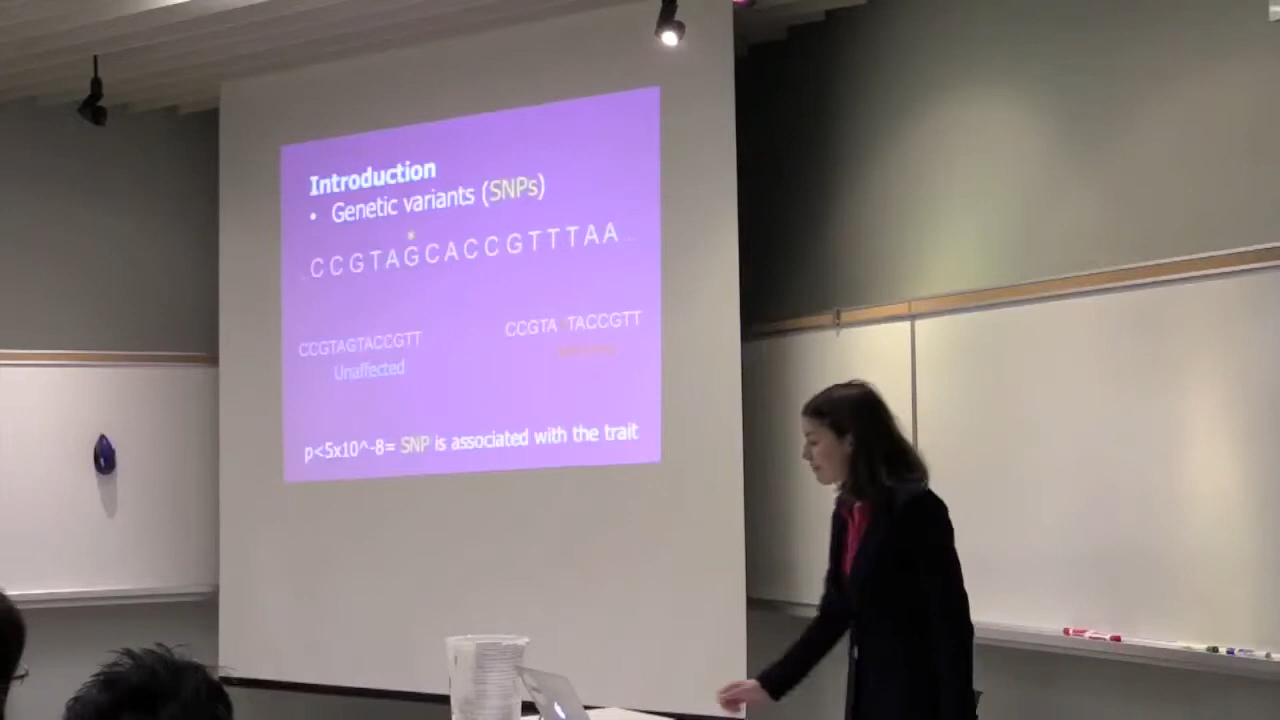 Introduction
• Genetic variants (SNPs)
*
CCGTAGCACCGTTTAA...
CCGTAGTACCGTT
CCGTA TACCGTT
Unaffected
p<5x10^-8= SNP is associated with the trait